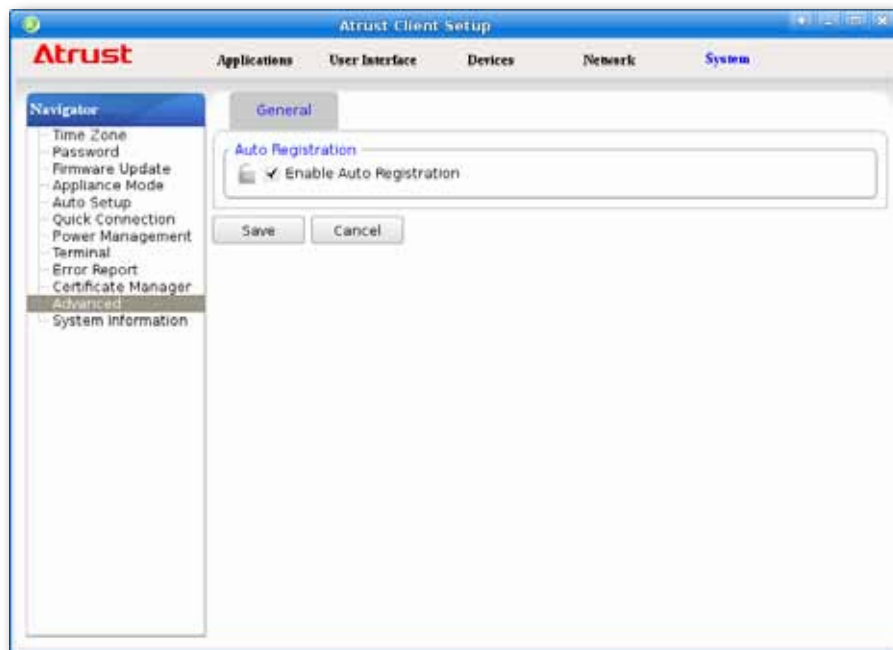 Atrust Client Setup
Atrust
Applications User Interface Devices Network System
Navigator
Time Zone
Password
Firmware Update
Appliance Mode
Auto Setup
Quick Connection
Power Management
Terminal
Error Report
Certificate Manager
Advanced
System Information
General
Auto Registration
Enable Auto Registration
Save Cancel